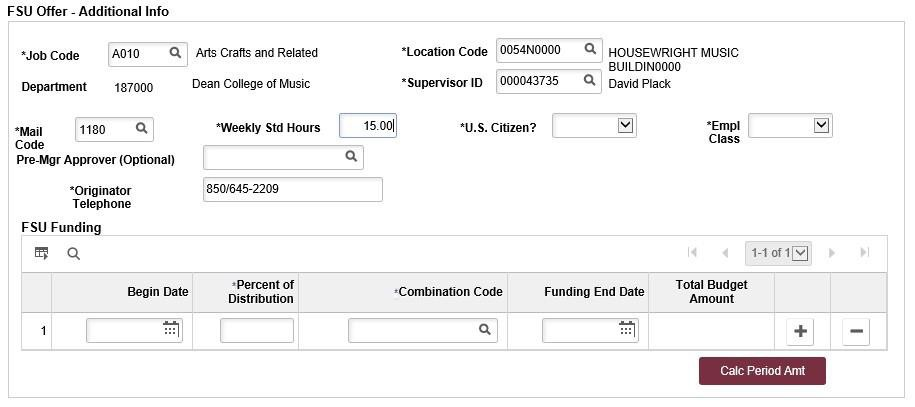 FSU Offer - Additional Info
*Job Code A010 Arts Crafts and Related *Location Code 0054N0000 HOUSEWRIGHT MUSIC
BUILDIN0000
Department 187000 Dean College of Music *Supervisor ID 000043735 David Plack
*Mail
Code 1180 *Weekly Std Hours 15.00 *U.S. Citizen? *Empl
Class
Pre-Mgr Approver (Optional)
*Originator
Telephone 850/645-2209
FSU Funding
1-1 of 1
Begin Date *Percent of
Distribution *Combination Code Funding End Date Total Budget
Amount
1
Calc Period Amt